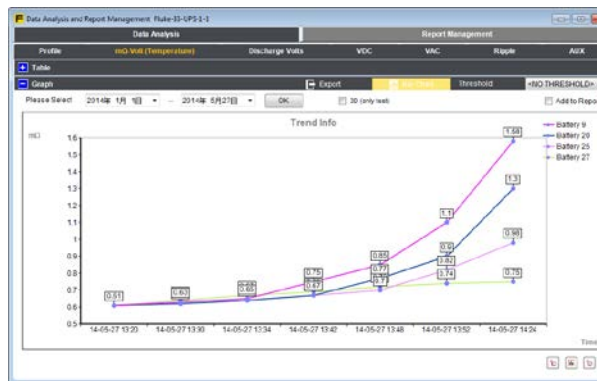 Data Analysis and Report Management Fluke-3S-UPS-1-1
Data Analysis Report Management
Profile mΩ-Volt (Temperature) Discharge Volts VDC VAC Ripple AUX
Table
Graph Export Threshold <NO THRESHOLD>
Please Select 2014年 1月 1日 -- 2014年 5月27日 OK 3D (only test) Add to Repo
Trend Info
mΩ
Battery 9
Battery 20
Battery 25
Battery 27
1.6
1.5
1.4
1.3
1.2
1.1
1
0.9
0.8
0.7
0.6
0.5
1.58
1.3
1.1
0.98
0.9
0.85
0.82
0.77
0.75
0.75
0.74
0.7
0.67
0.65
0.63
0.61
14-05-27 13:20 14-05-27 13:30 14-05-27 13:34 14-05-27 13:42 14-05-27 13:48 14-05-27 13:52 14-05-27 14:24
Time